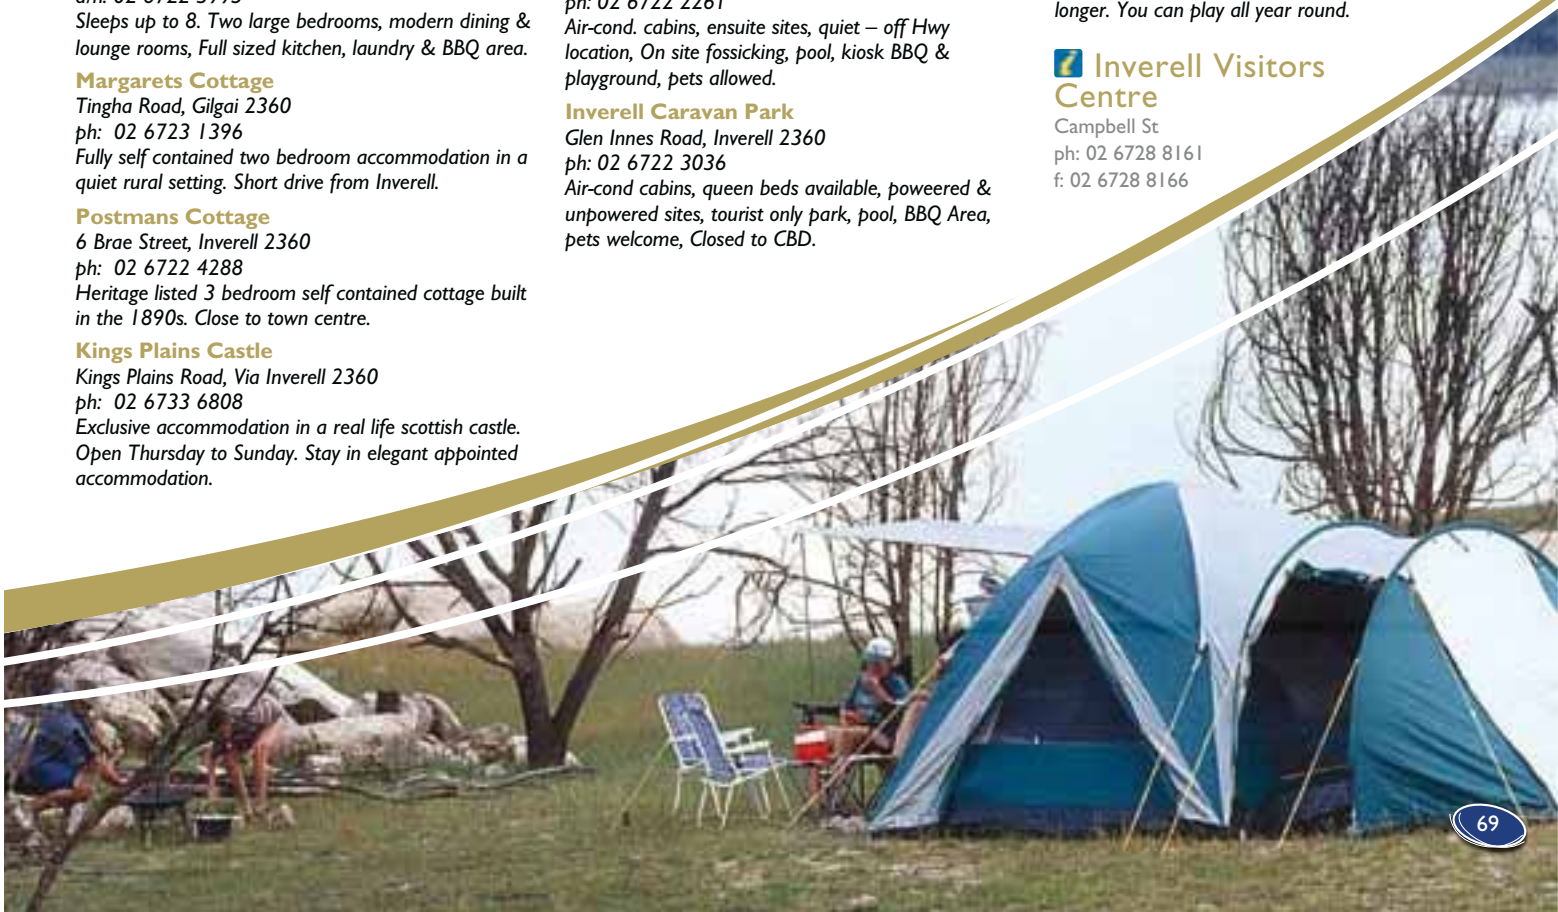 Sleeps up to 8. Two large bedrooms, modern dining &
lounge rooms, Full sized kitchen, laundry & BBQ area.
Margarets Cottage
Tingha Road, Gilgai 2360
ph: 02 6723 1396
Fully self contained two bedroom accommodation in a
quiet rural setting. Short drive from Inverell.
Postmans Cottage
6 Brae Street, Inverell 2360
ph: 02 6722 4288
Heritage listed 3 bedroom self contained cottage built
in the 1890s. Close to town centre.
Kings Plains Castle
Kings Plains Road, Via Inverell 2360
ph: 02 6733 6808
Exclusive accommodation in a real life scottish castle.
Open Thursday to Sunday. Stay in elegant appointed
accommodation.
ph: 02 6722 2261
Air-cond. cabins, ensuite sites, quiet – off Hwy
location, On site fossicking, pool, kiosk BBQ &
playground, pets allowed.
Inverell Caravan Park
Glen Innes Road, Inverell 2360
ph: 02 6722 3036
Air-cond cabins, queen beds available, poweered &
unpowered sites, tourist only park, pool, BBQ Area,
pets welcome, Closed to CBD.
longer. You can play all year round.
i Inverell Visitors
Centre
Campbell St
ph: 02 6728 8161
f: 02 6728 8166
69